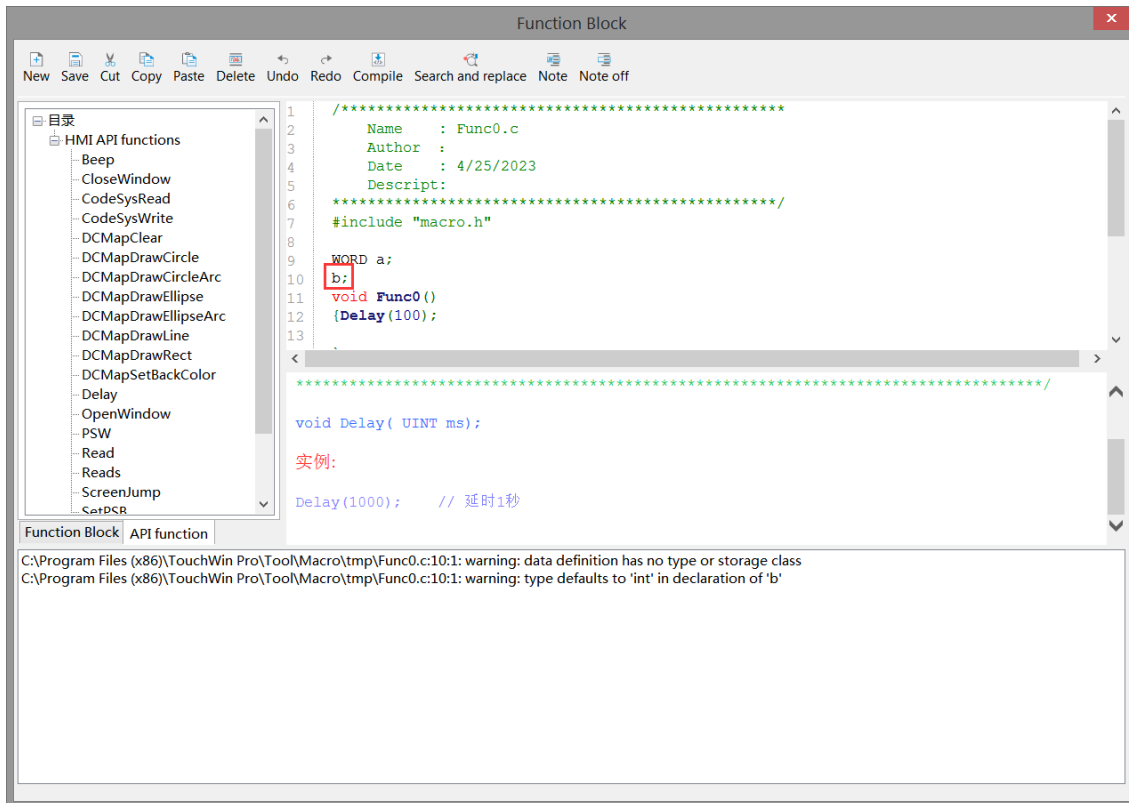 Function Block
New Save Cut Copy Paste Delete Undo Redo Compile Search and replace Note Note off
目录
HMI API functions
Beep
CloseWindow
CodeSysRead
CodeSysWrite
DCMapClear
DCMapDrawCircle
DCMapDrawCircleArc
DCMapDrawEllipse
DCMapDrawEllipseArc
DCMapDrawLine
DCMapDrawRect
DCMapSetBackColor
Delay
OpenWindow
PSW
Read
Reads
ScreenJump
SetPSB
Function Block API function
1 /**************************************************
2 Name : Func0.c
3 Author :
4 Date : 4/25/2023
5 Descript:
6 **************************************************/
7 #include "macro.h"
8
9 WORD a;
10 b;
11 void Func0()
12 {Delay(100);
13
************************************************************************************/
void Delay( UINT ms);
实例:
Delay(1000); // 延时1秒
C:\Program Files (x86)\TouchWin Pro\Tool\Macro\tmp\Func0.c:10:1: warning: data definition has no type or storage class
C:\Program Files (x86)\TouchWin Pro\Tool\Macro\tmp\Func0.c:10:1: warning: type defaults to 'int' in declaration of 'b'